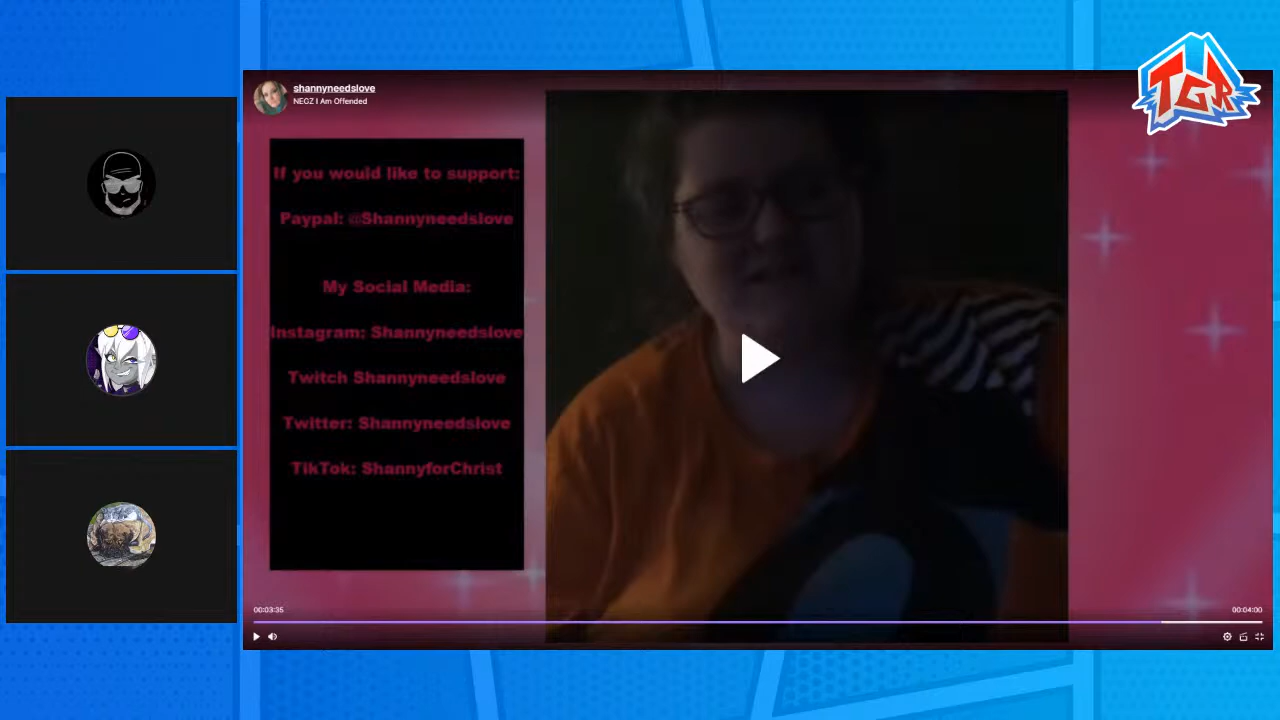 TGR
shannyneedslove
NEGZ I Am Offended
If you would like to support:
Paypal: @Shannyneedslove
My Social Media:
Instagram: Shannyneedslove
Twitch Shannyneedslove
Twitter: Shannyneedslove
TikTok: ShannyforChrist
00:03:35
00:04:00